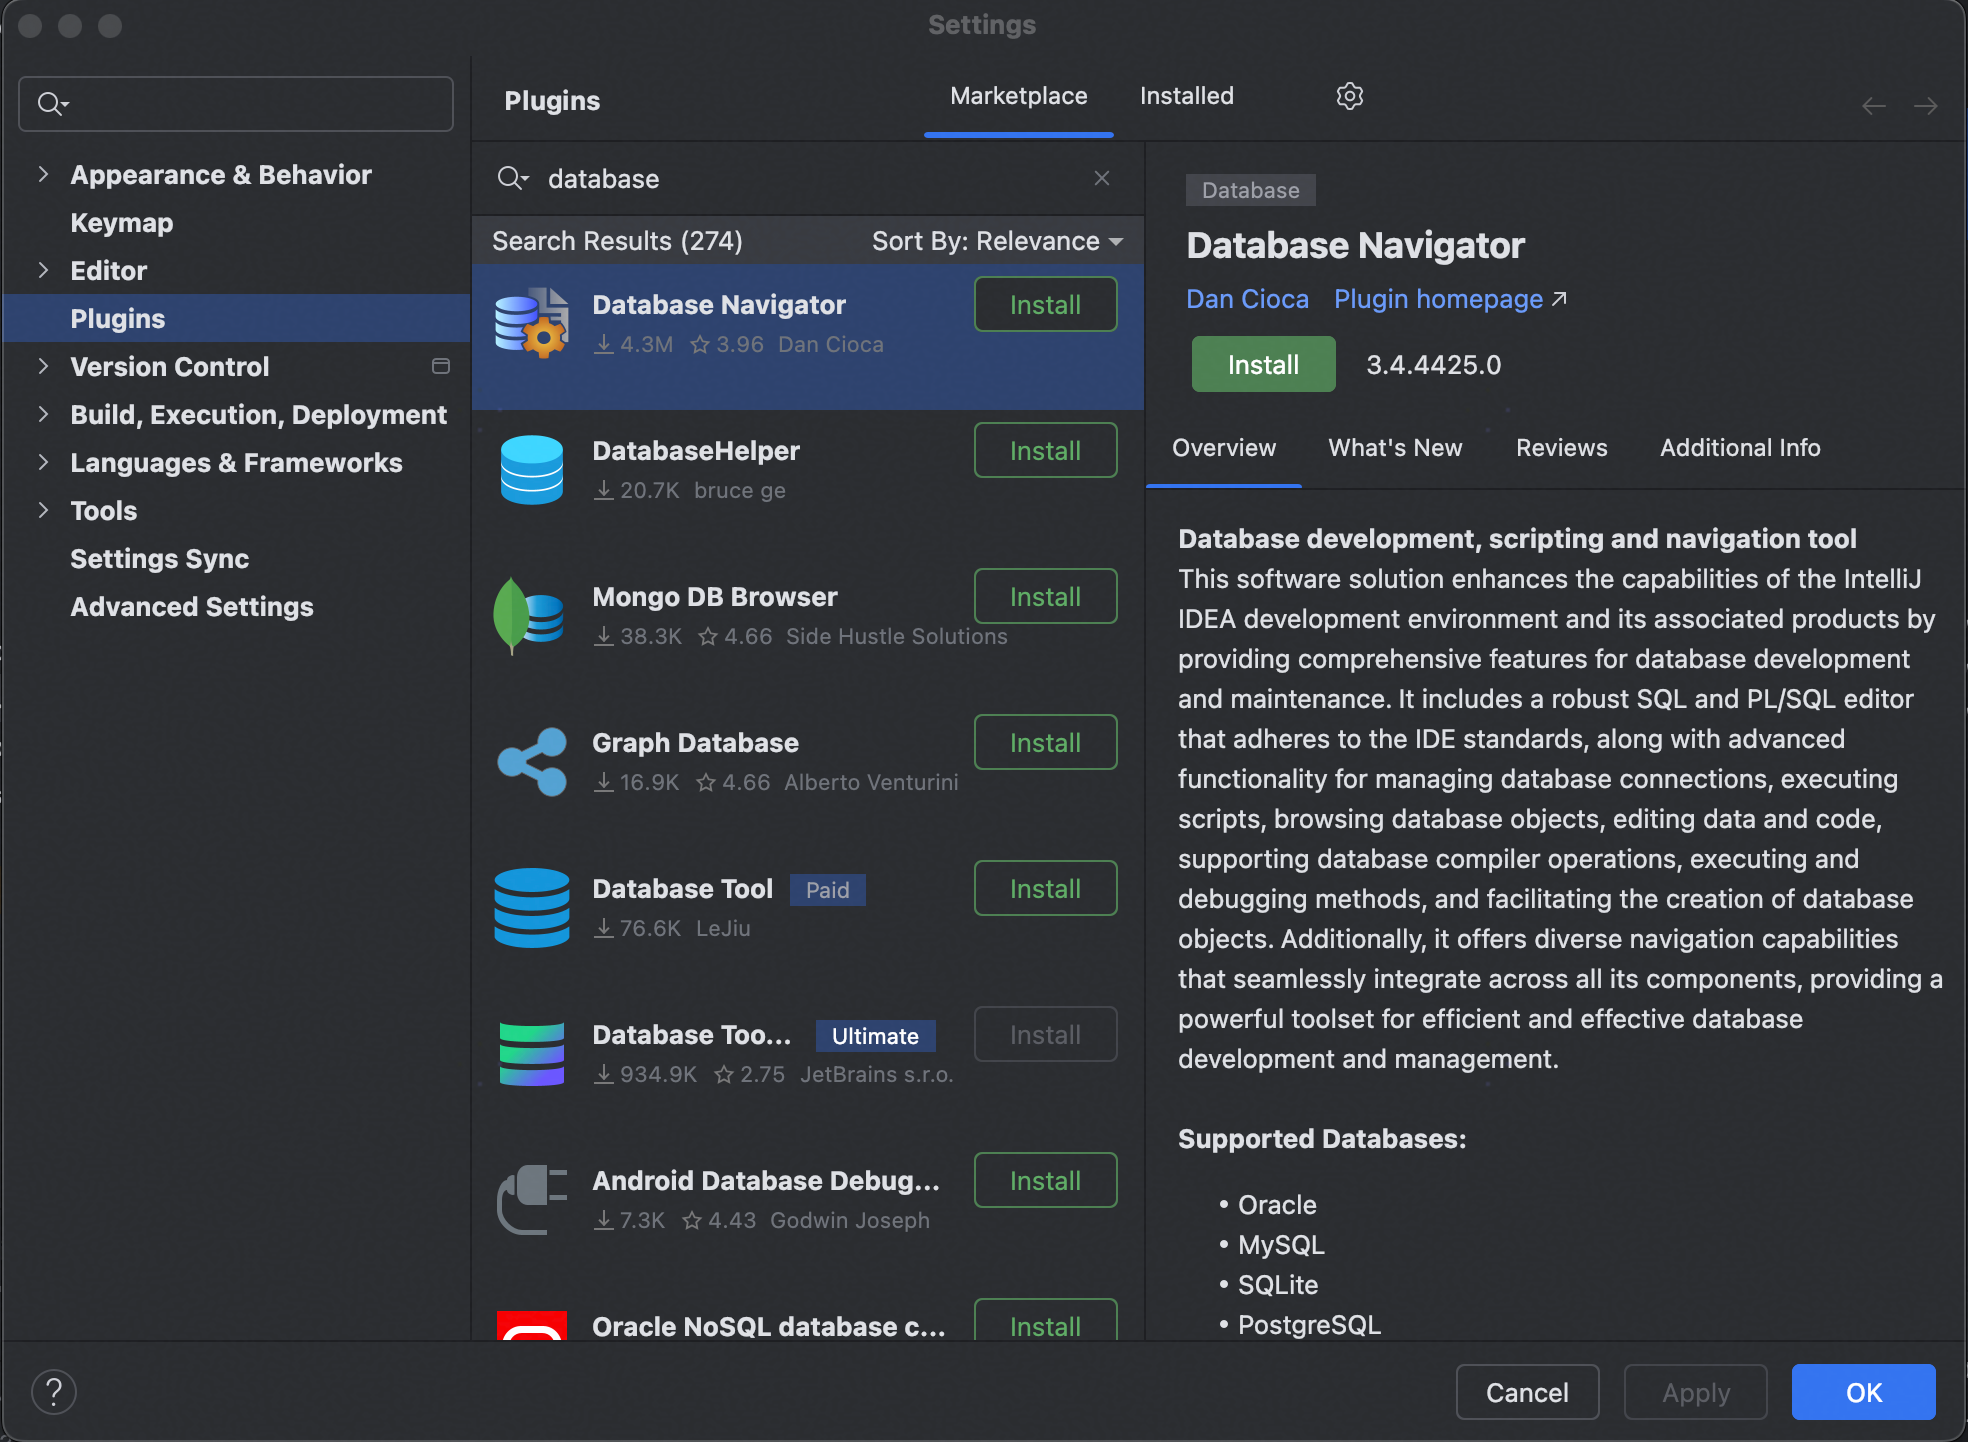 Settings
Plugins
Marketplace
Installed
Appearance & Behavior
Keymap
Editor
Plugins
Version Control
Build, Execution, Deployment
Languages & Frameworks
Tools
Settings Sync
Advanced Settings
database
Search Results (274)
Sort By: Relevance
Database Navigator
Install
4.3M 3.96 Dan Cioca
DatabaseHelper
Install
20.7K bruce ge
Mongo DB Browser
Install
38.3K 4.66 Side Hustle Solutions
Graph Database
Install
16.9K 4.66 Alberto Venturini
Database Tool Paid
Install
76.6K LeJiu
Database Too... Ultimate
Install
934.9K 2.75 JetBrains s.r.o.
Android Database Debug...
Install
7.3K 4.43 Godwin Joseph
Oracle NoSQL database c...
Install
Database
Database Navigator
Dan Cioca Plugin homepage
Install 3.4.4425.0
Overview
What's New
Reviews
Additional Info
Database development, scripting and navigation tool
This software solution enhances the capabilities of the IntelliJ
IDEA development environment and its associated products by
providing comprehensive features for database development
and maintenance. It includes a robust SQL and PL/SQL editor
that adheres to the IDE standards, along with advanced
functionality for managing database connections, executing
scripts, browsing database objects, editing data and code,
supporting database compiler operations, executing and
debugging methods, and facilitating the creation of database
objects. Additionally, it offers diverse navigation capabilities
that seamlessly integrate across all its components, providing a
powerful toolset for efficient and effective database
development and management.
Supported Databases:
• Oracle
• MySQL
• SQLite
• PostgreSQL
?
Cancel
Apply
OK